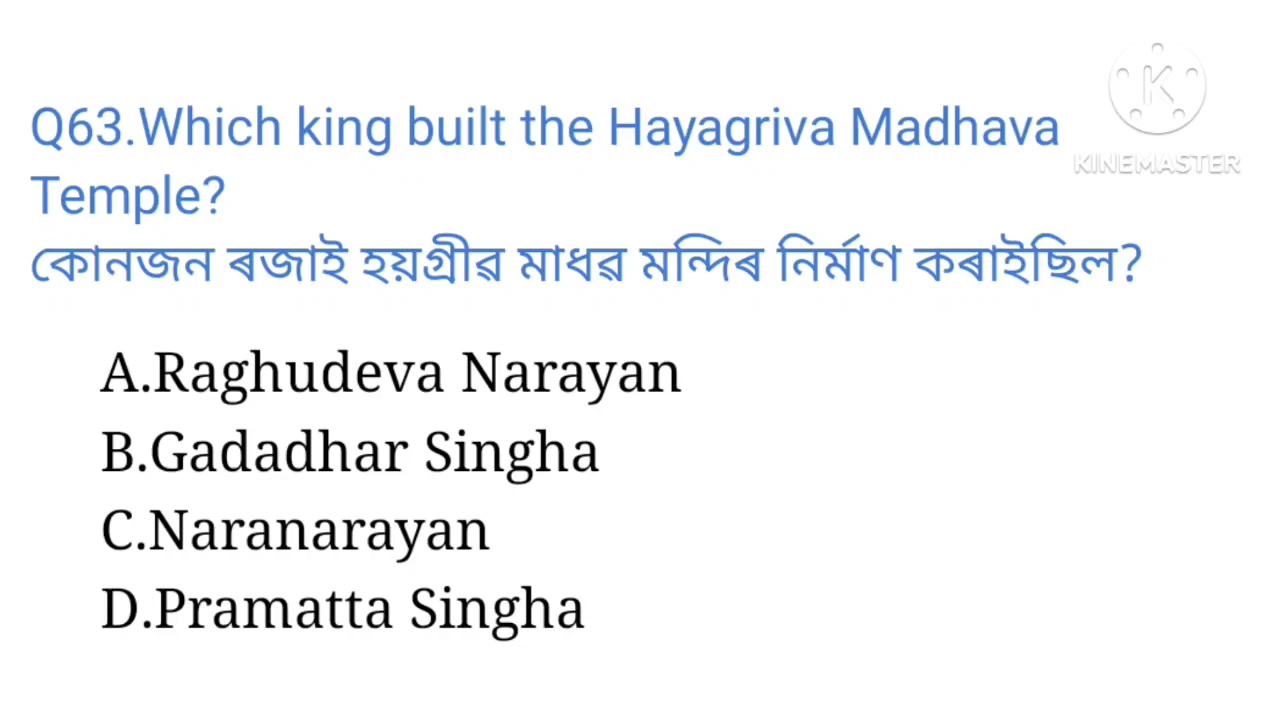 Q63.Which king built the Hayagriva Madhava
Temple?
কোনজন ৰজাই হয়গ্ৰীৱ মাধৱ মন্দিৰ নিৰ্মাণ কৰাইছিল?
A.Raghudeva Narayan
B.Gadadhar Singha
C.Naranarayan
D.Pramatta Singha
K
KINEMASTER